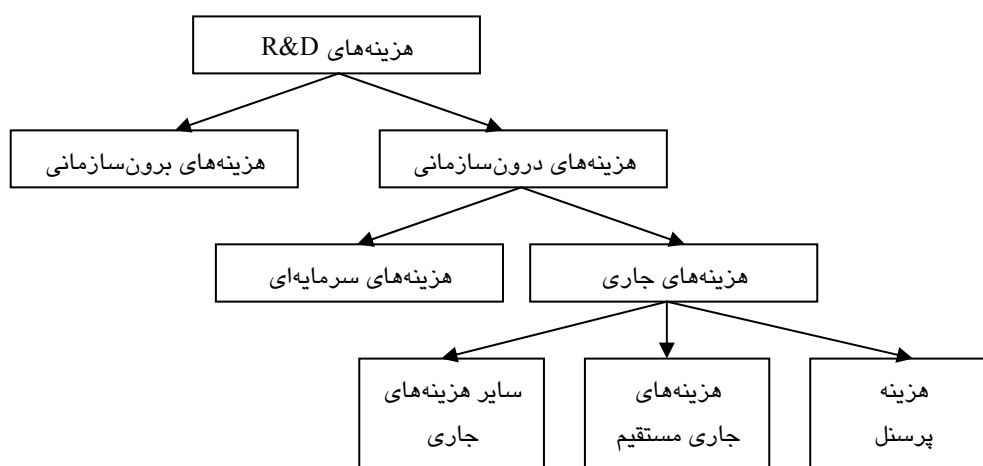 هزینه‌های R&D
هزینه‌های درون‌سازمانی
هزینه‌های برون‌سازمانی
هزینه‌های جاری
هزینه‌های سرمایه‌ای
هزینه
پرسنل
هزینه‌های
جاری مستقیم
سایر هزینه‌های
جاری